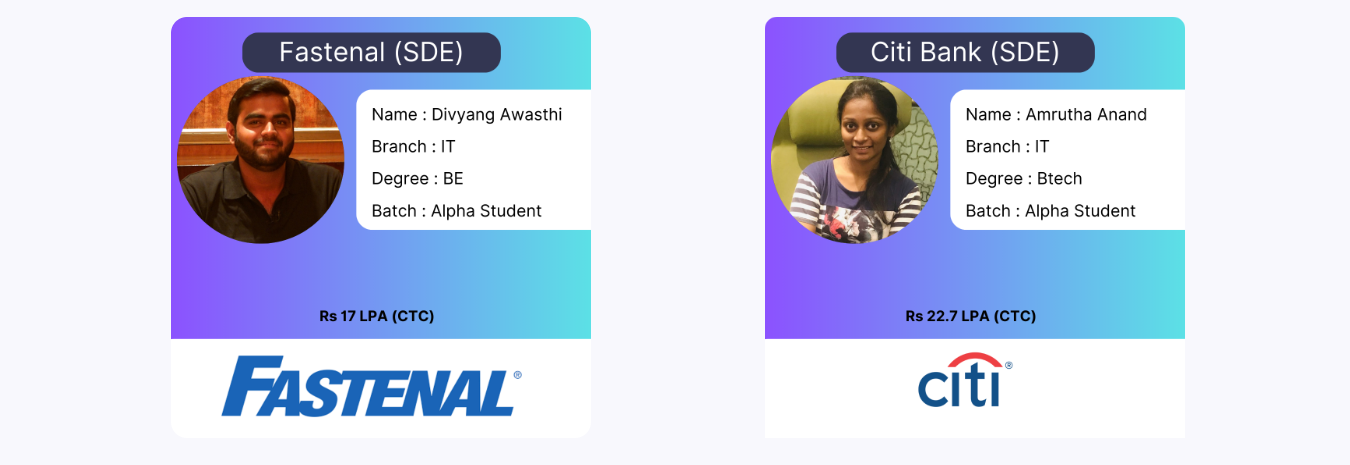 Fastenal (SDE)
Name : Divyang Awasthi
Branch : IT
Degree : BE
Batch : Alpha Student
Rs 17 LPA (CTC)
FASTENAL®
Citi Bank (SDE)
Name : Amrutha Anand
Branch : IT
Degree : Btech
Batch : Alpha Student
Rs 22.7 LPA (CTC)
citi®